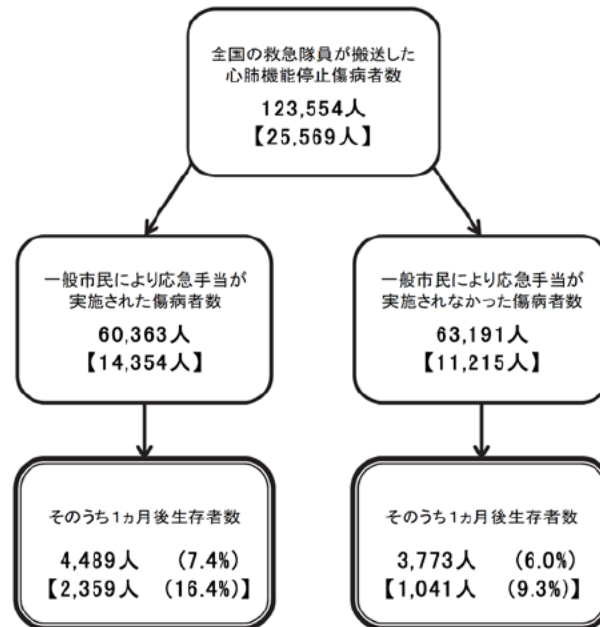 全国の救急隊員が搬送した
心肺機能停止傷病者数
123,554人
【25,569人】
一般市民により応急手当が
実施された傷病者数
60,363人
【14,354人】
一般市民により応急手当が
実施されなかった傷病者数
63,191人
【11,215人】
そのうち1ヵ月後生存者数
4,489人 (7.4%)
【2,359人 (16.4%)】
そのうち1ヵ月後生存者数
3,773人 (6.0%)
【1,041人 (9.3%)】